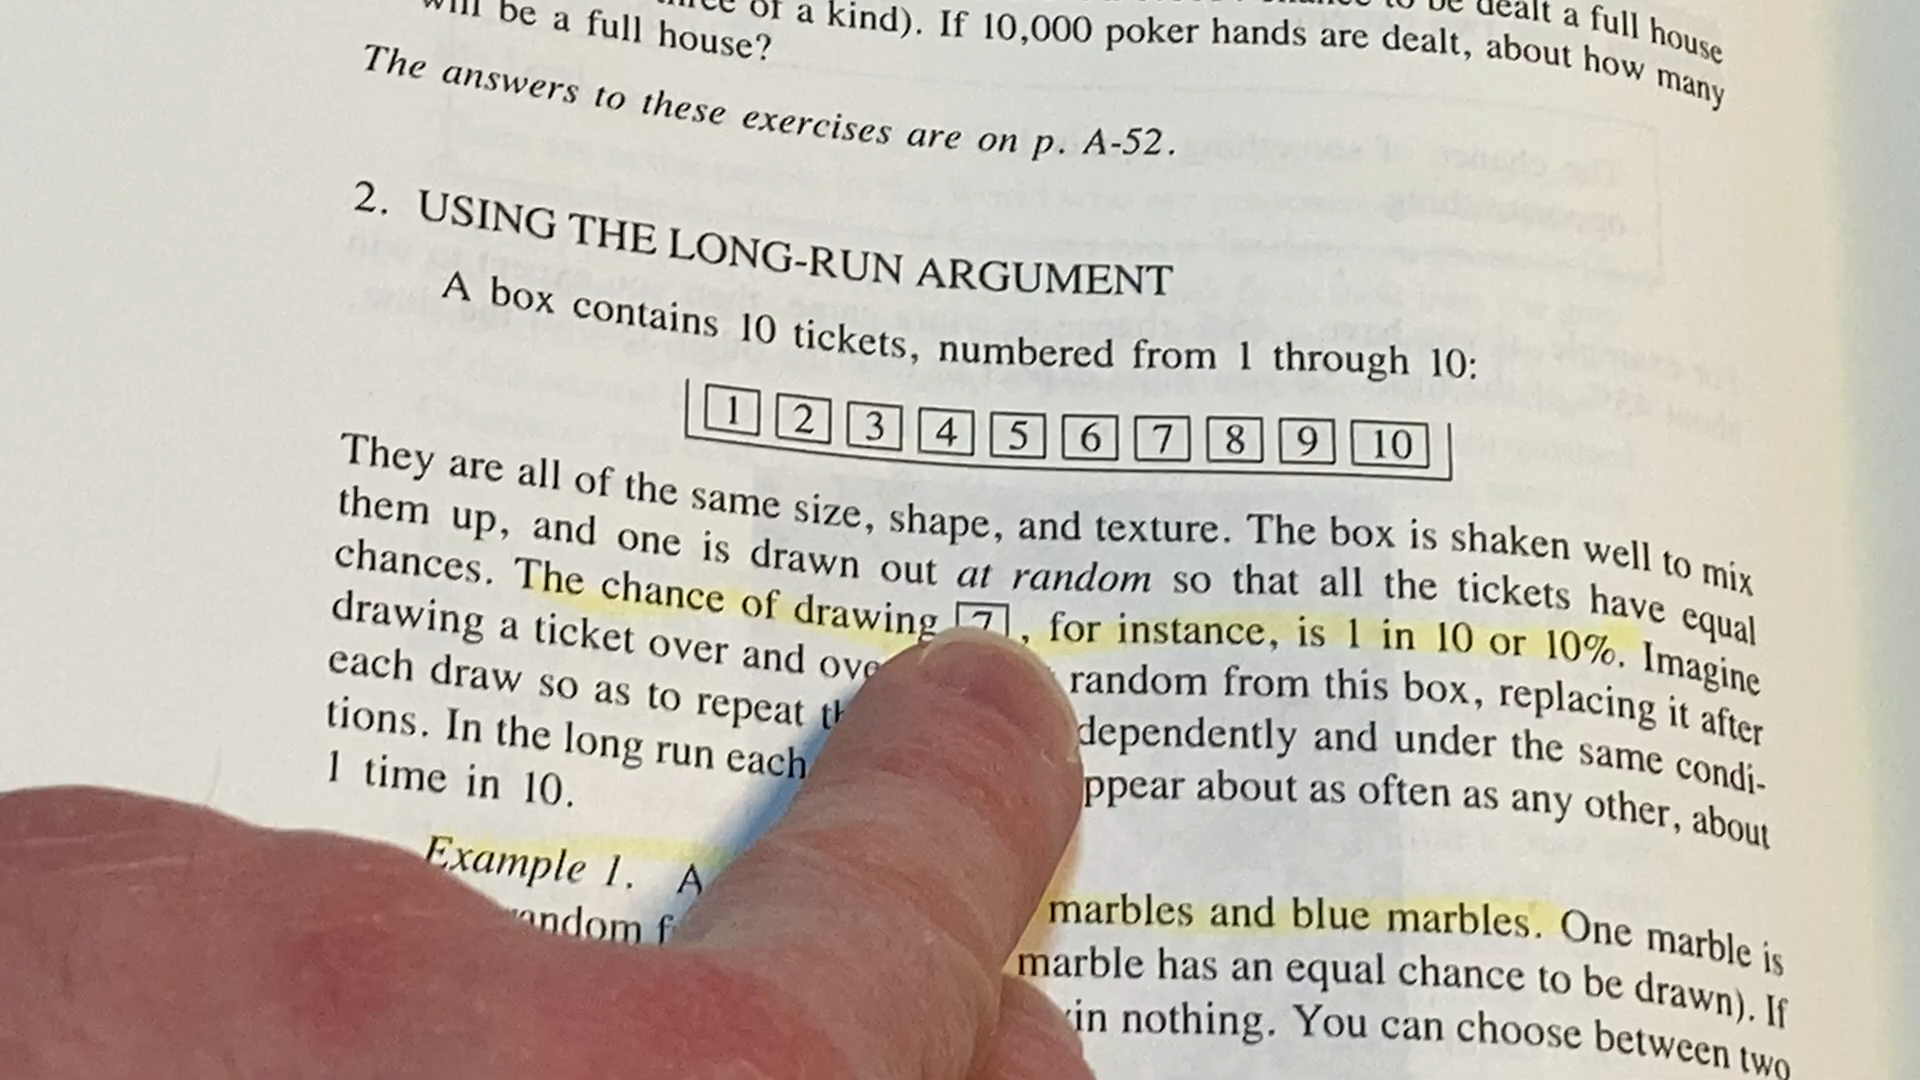 of a kind). If 10,000 poker hands are dealt, about how many
will be a full house?
The answers to these exercises are on p. A-52.
2. USING THE LONG-RUN ARGUMENT
A box contains 10 tickets, numbered from 1 through 10:
1 2 3 4 5 6 7 8 9 10
They are all of the same size, shape, and texture. The box is shaken well to mix
them up, and one is drawn out at random so that all the tickets have equal
chances. The chance of drawing 7, for instance, is 1 in 10 or 10%. Imagine
drawing a ticket over and random from this box, replacing it after
each draw so as to repeat and under the same condi-
tions. In the long run each about as often as any other, about
1 time in 10.
Example 1. A marbles and blue marbles. One marble is
marble has an equal chance to be drawn). If
nothing. You can choose between two